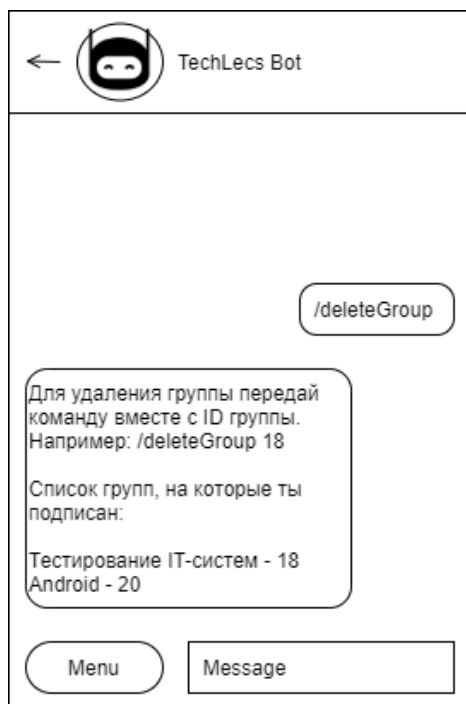 TechLecs Bot
/deleteGroup
Для удаления группы передай
команду вместе с ID группы.
Например: /deleteGroup 18
Список групп, на которые ты
подписан:
Тестирование IT-систем - 18
Android - 20
Menu
Message